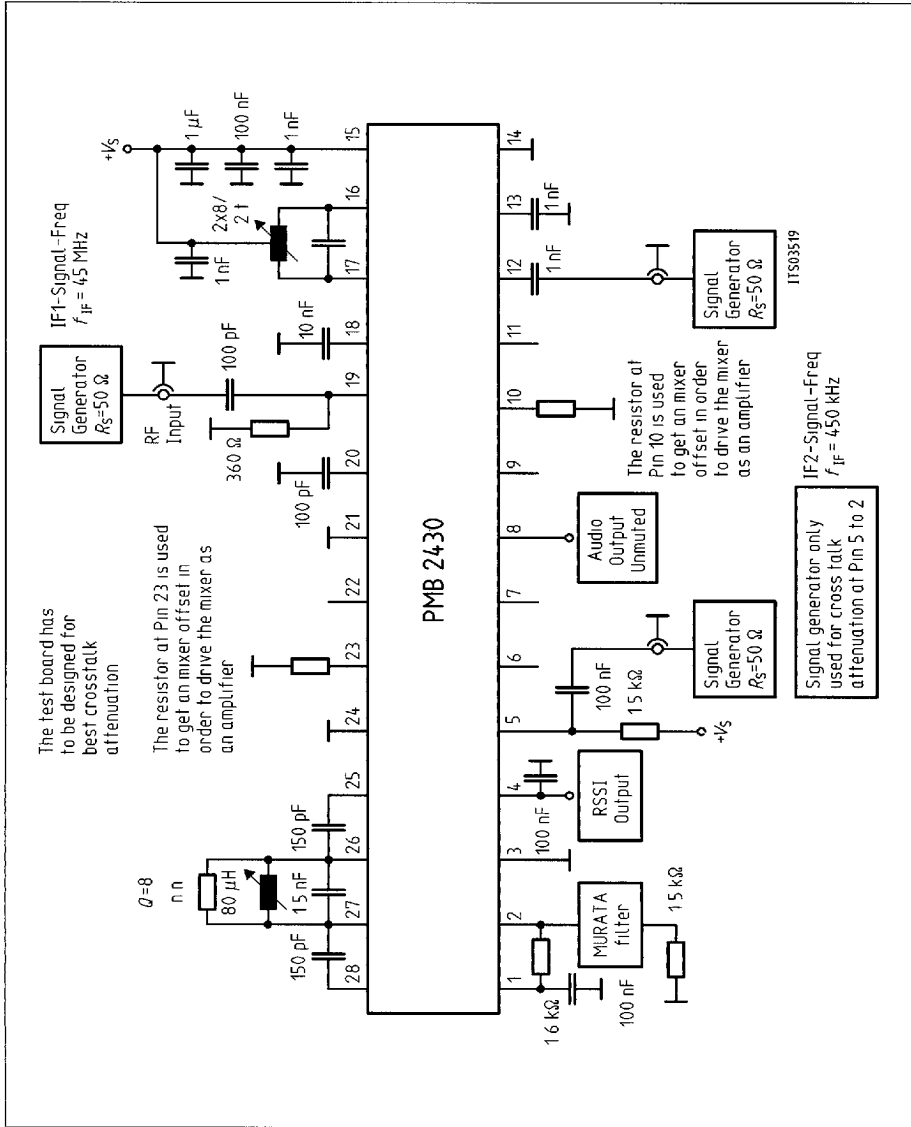 The test board has
to be designed for
best crosstalk
attenuation
The resistor at Pin 23 is used
to get an mixer offset in
order to drive the mixer as
an amplifier
IF1-Signal-Freq
f IF = 45 MHz
Signal
Generator
RS=50 Ω
RF
Input
Q=8
n n
80 µH
15 nF
150 pF
150 pF
100 pF
360 Ω
100 pF
10 nF
1 nF
2x8/
2 t
+VS
1 µF
100 nF
1 nF
28
27
26
25
24
23
22
21
20
19
18
17
16
15
PMB 2430
1
2
3
4
5
6
7
8
9
10
11
12
13
14
16 kΩ
100 nF
MURATA
filter
15 kΩ
100 nF
RSSI
Output
100 nF
15 kΩ
+VS
Signal
Generator
RS=50 Ω
Audio
Output
Unmuted
The resistor at
Pin 10 is used
to get an mixer
offset in order
to drive the mixer
as an amplifier
1 nF
1 nF
Signal
Generator
RS=50 Ω
IF2-Signal-Freq
f IF = 450 kHz
Signal generator only
used for cross talk
attenuation at Pin 5 to 2
ITS03519